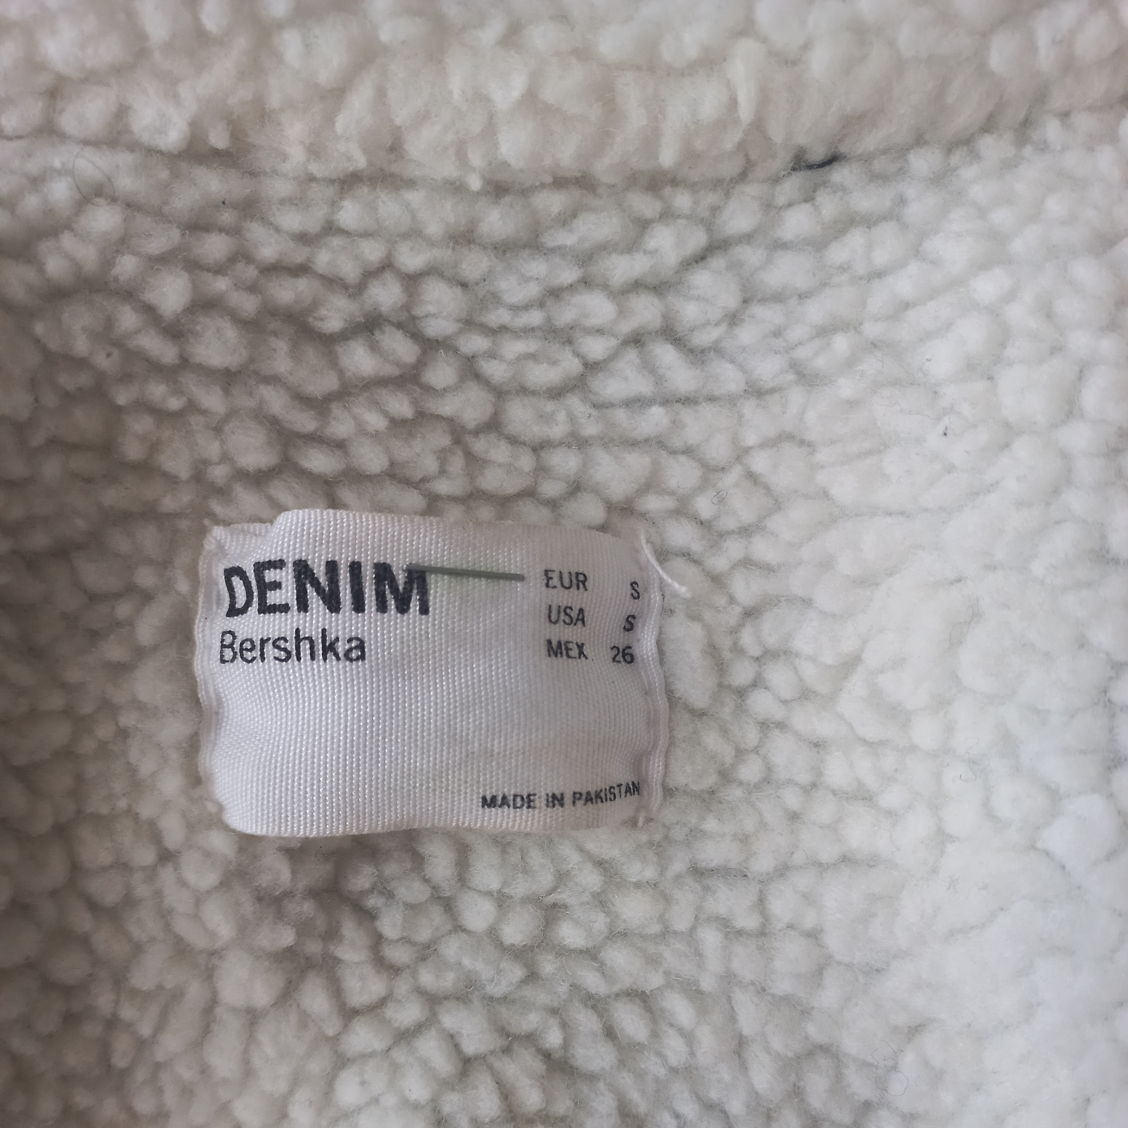 DENIM
Bershka
EUR S
USA S
MEX 26
MADE IN PAKISTAN